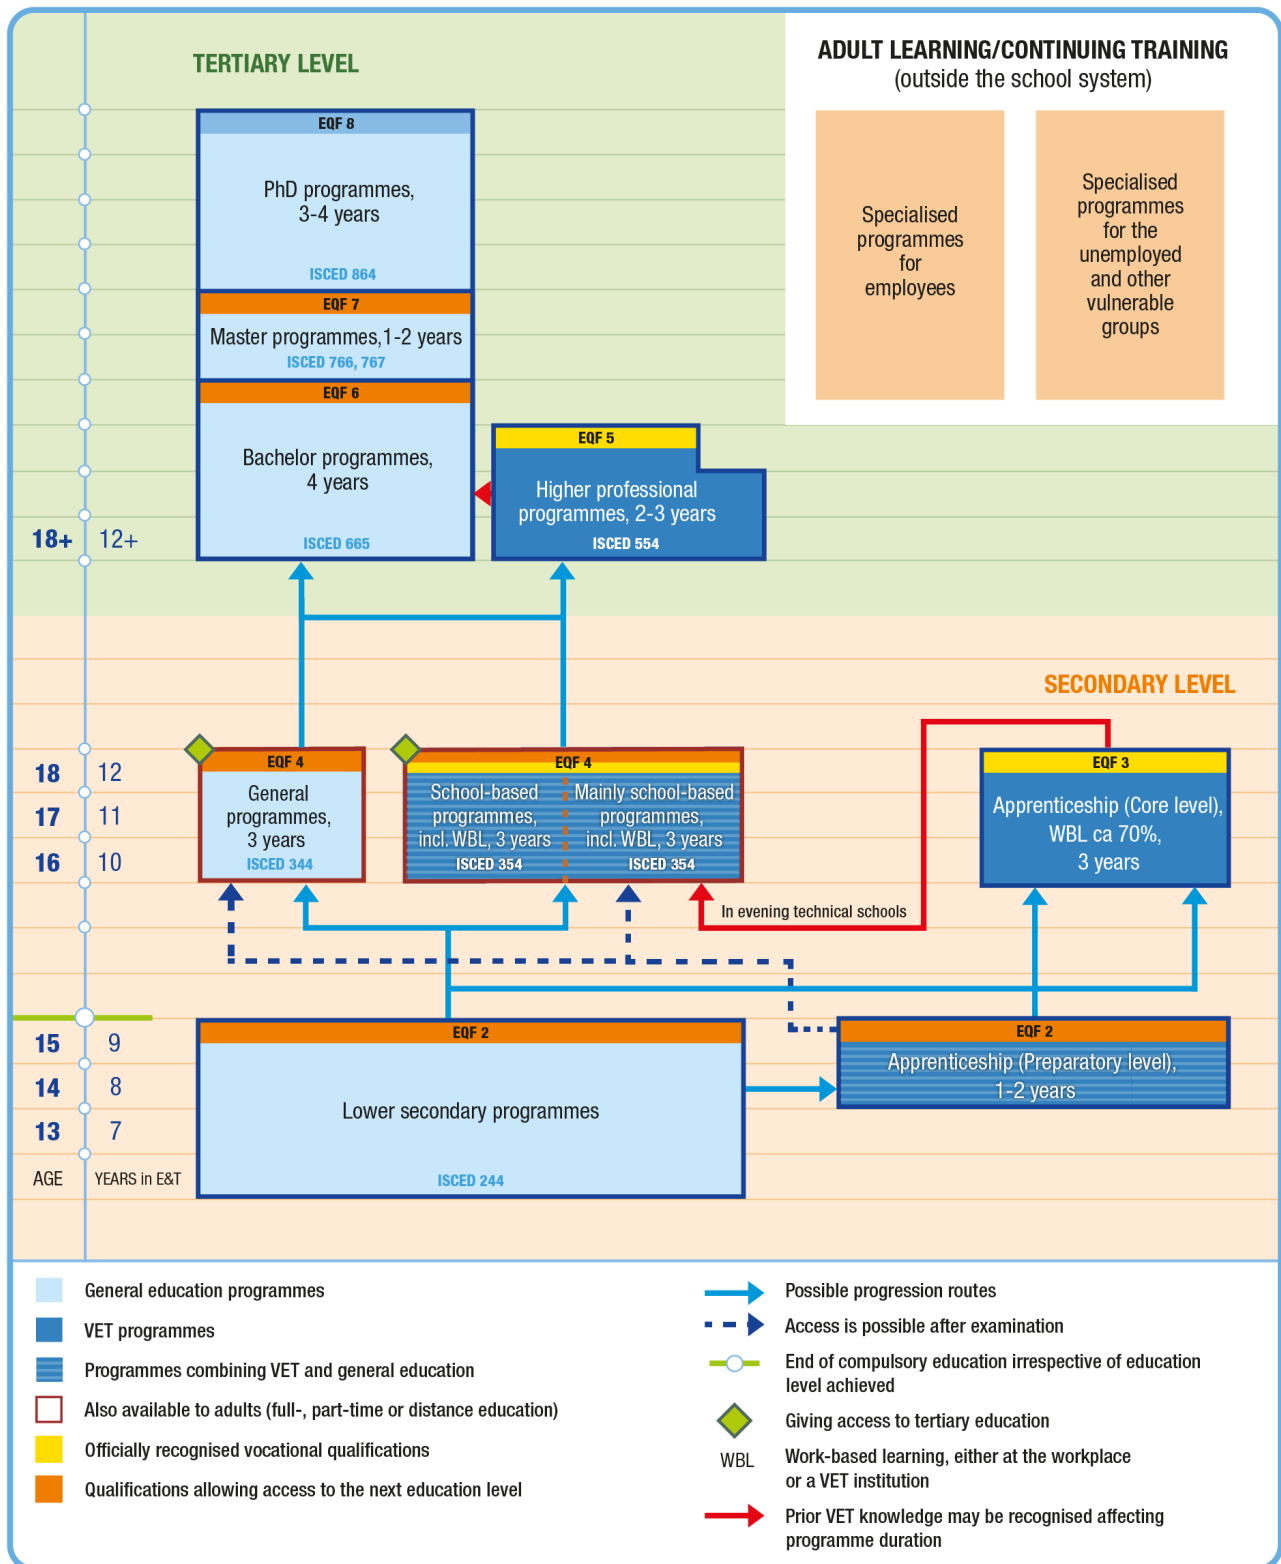 TERTIARY LEVEL
ADULT LEARNING/CONTINUING TRAINING
(outside the school system)
Specialised
programmes
for
employees
Specialised
programmes
for the
unemployed
and other
vulnerable
groups
EQF 8
PhD programmes,
3-4 years
ISCED 864
EQF 7
Master programmes,1-2 years
ISCED 766, 767
EQF 6
Bachelor programmes,
4 years
ISCED 665
EQF 5
Higher professional
programmes, 2-3 years
ISCED 554
18+ 12+
SECONDARY LEVEL
18 12
17 11
16 10
EQF 4
General
programmes,
3 years
ISCED 344
EQF 4
School-based
programmes,
incl. WBL, 3 years
ISCED 354
Mainly school-based
programmes,
incl. WBL, 3 years
ISCED 354
EQF 3
Apprenticeship (Core level),
WBL ca 70%,
3 years
In evening technical schools
15 9
14 8
13 7
AGE YEARS in E&T
EQF 2
Lower secondary programmes
ISCED 244
EQF 2
Apprenticeship (Preparatory level),
1-2 years
General education programmes
VET programmes
Programmes combining VET and general education
Also available to adults (full-, part-time or distance education)
Officially recognised vocational qualifications
Qualifications allowing access to the next education level
Possible progression routes
Access is possible after examination
End of compulsory education irrespective of education
level achieved
Giving access to tertiary education
WBL Work-based learning, either at the workplace
or a VET institution
Prior VET knowledge may be recognised affecting
programme duration